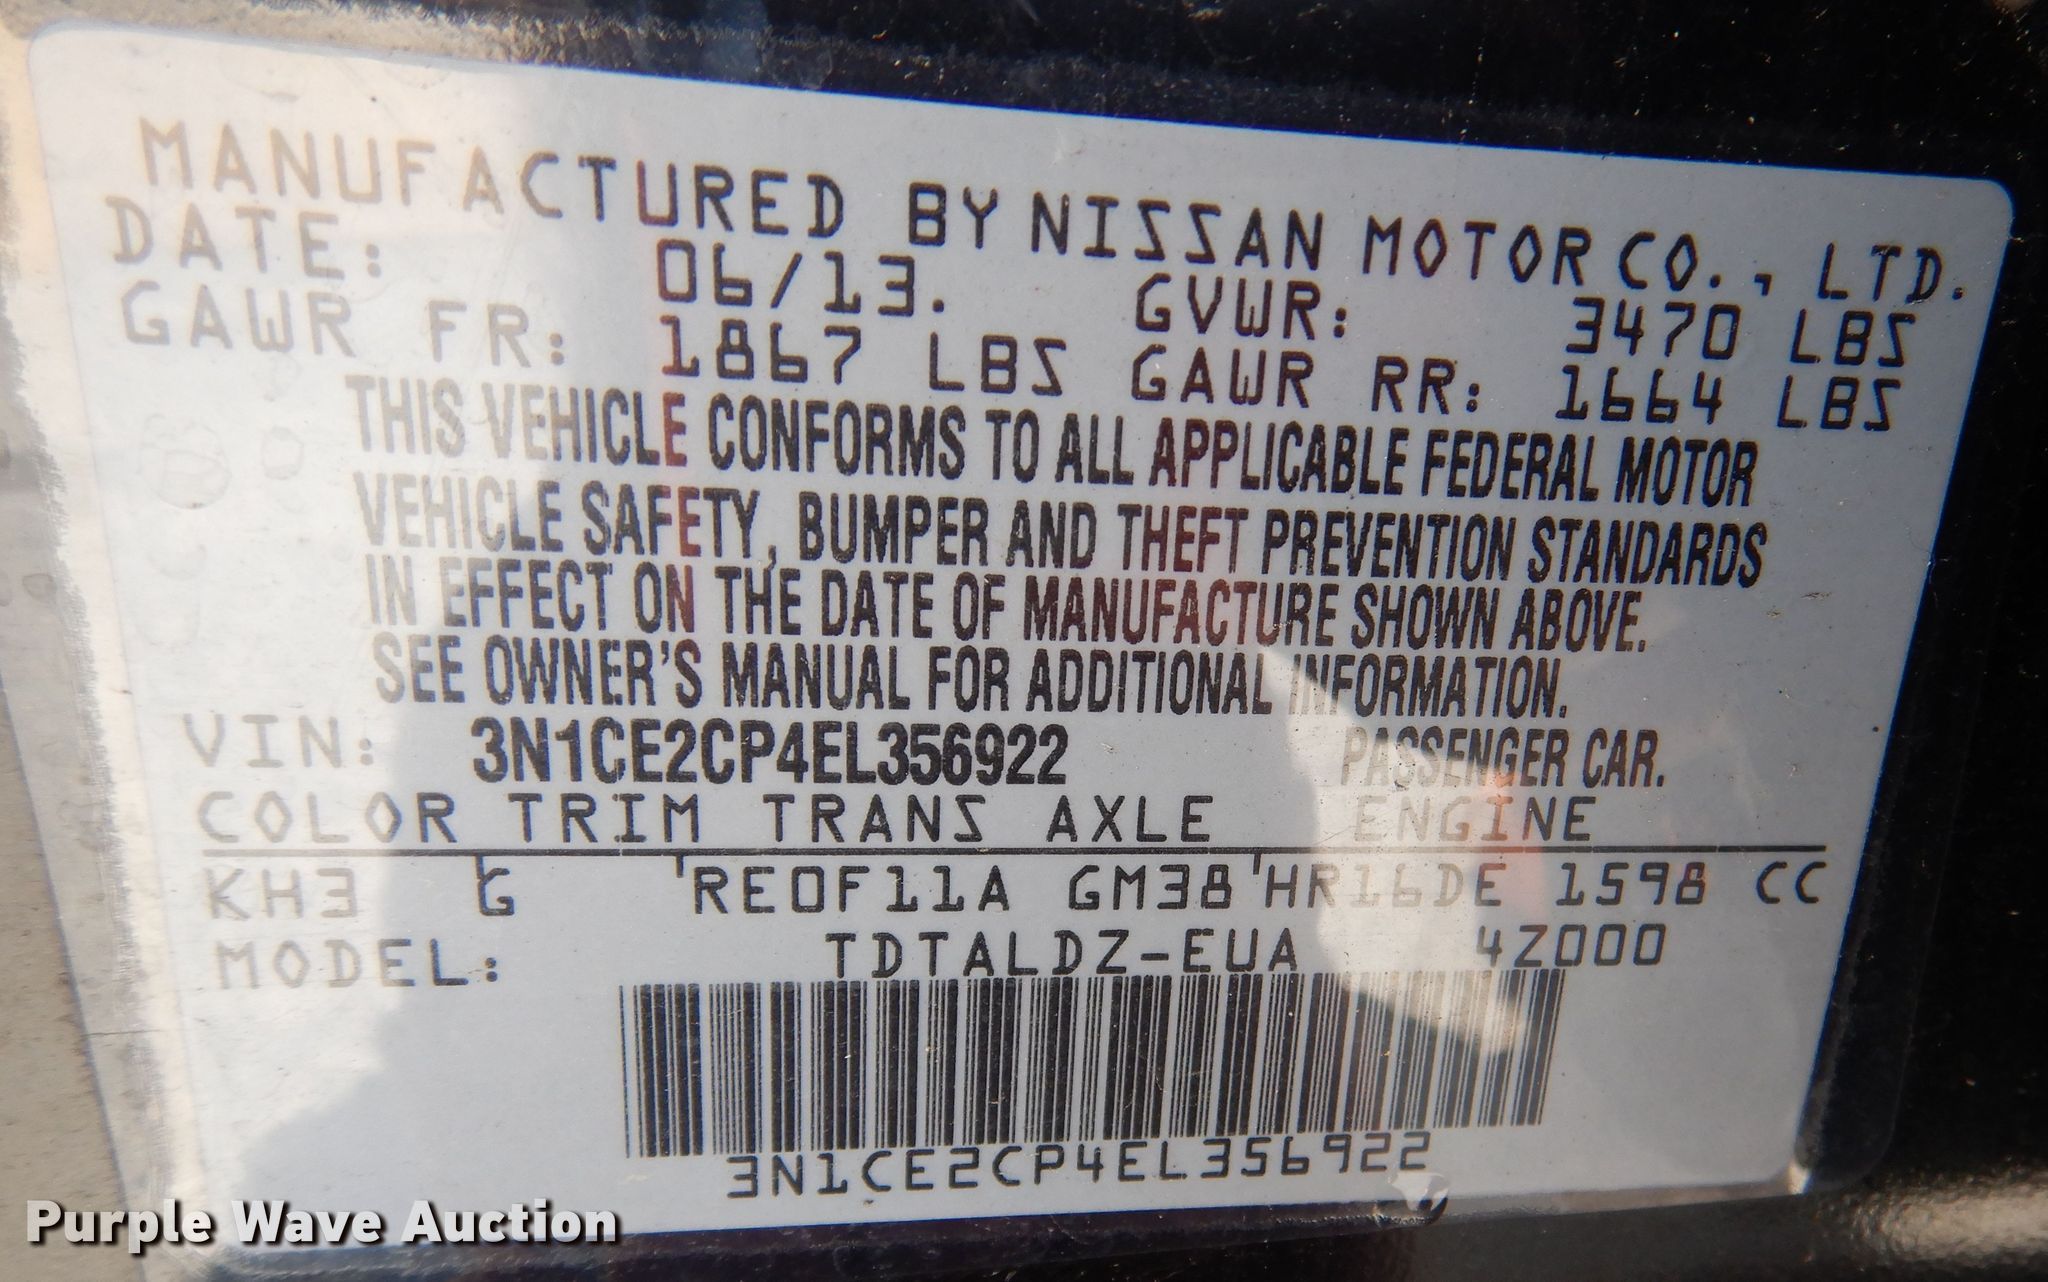 MANUFACTURED BY NISSAN MOTOR CO., LTD.
DATE: 06/13. GVWR: 3470 LBS
GAWR FR: 1867 LBS GAWR RR: 1664 LBS
THIS VEHICLE CONFORMS TO ALL APPLICABLE FEDERAL MOTOR
VEHICLE SAFETY, BUMPER AND THEFT PREVENTION STANDARDS
IN EFFECT ON THE DATE OF MANUFACTURE SHOWN ABOVE.
SEE OWNER'S MANUAL FOR ADDITIONAL INFORMATION.
VIN: 3N1CE2CP4EL356922 PASSENGER CAR.
COLOR TRIM TRANS AXLE ENGINE
KH3 G RE0F11A GM38 HR16DE 1598 CC
MODEL: TDTALDZ-EUA 4Z000
3N1CE2CP4EL356922
Purple Wave Auction